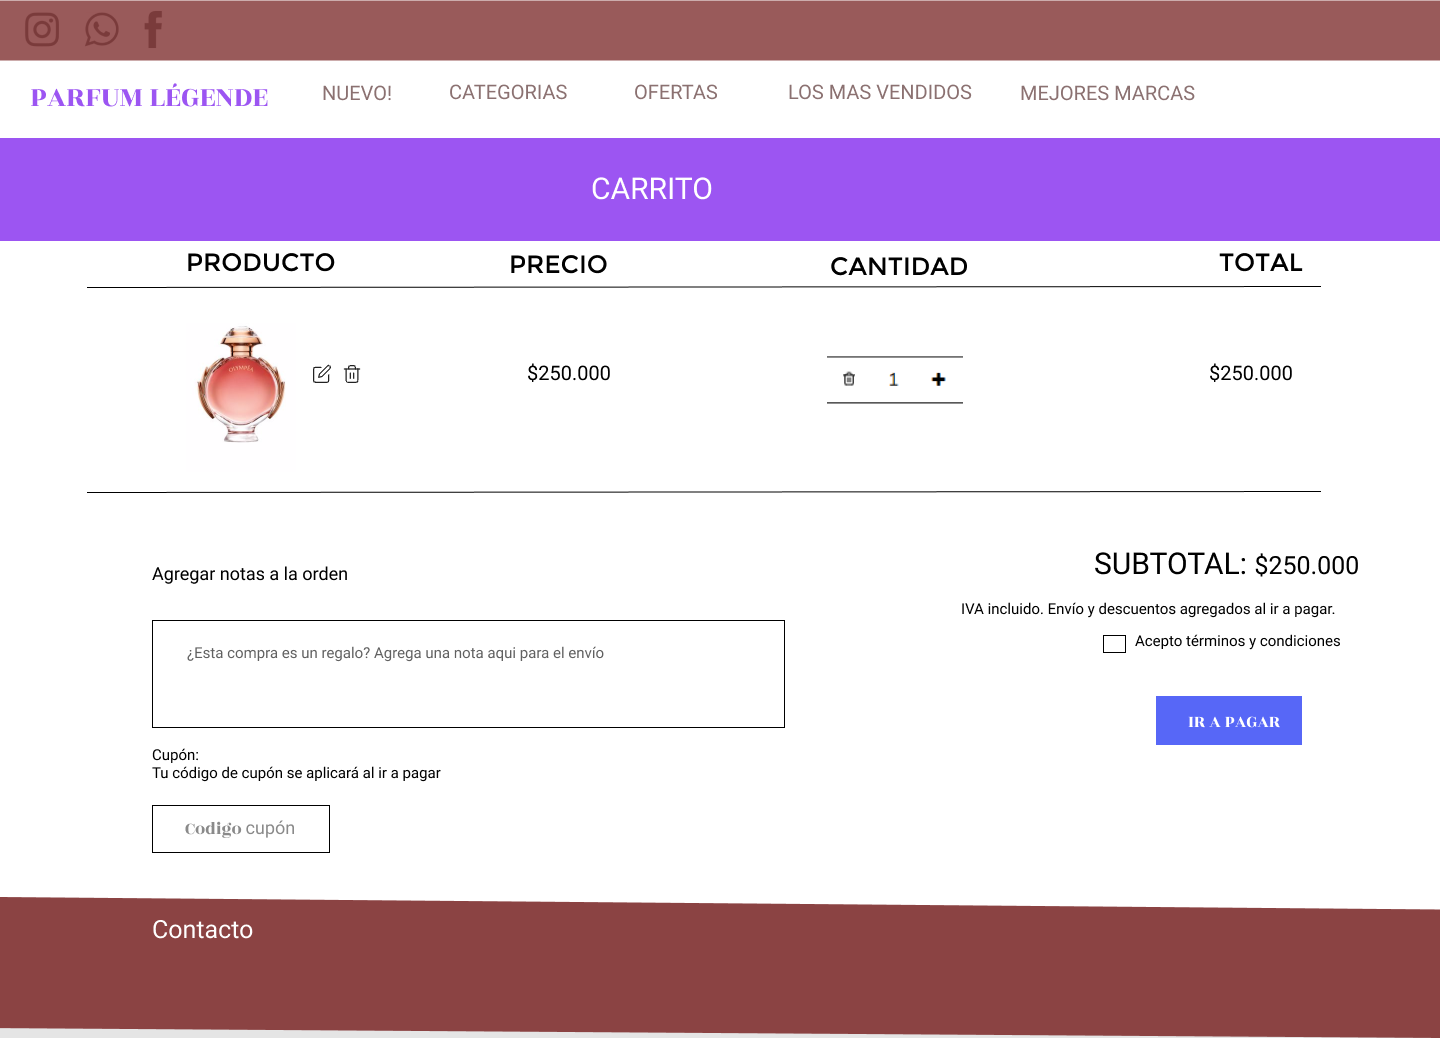 PARFUM LÉGENDE NUEVO! CATEGORIAS OFERTAS LOS MAS VENDIDOS MEJORES MARCAS
CARRITO
PRODUCTO PRECIO CANTIDAD TOTAL
OLYMPÉA
$250.000 1 $250.000
SUBTOTAL: $250.000
Agregar notas a la orden
IVA incluido. Envío y descuentos agregados al ir a pagar.
Acepto términos y condiciones
¿Esta compra es un regalo? Agrega una nota aqui para el envío
IR A PAGAR
Cupón:
Tu código de cupón se aplicará al ir a pagar
Codigo cupón
Contacto